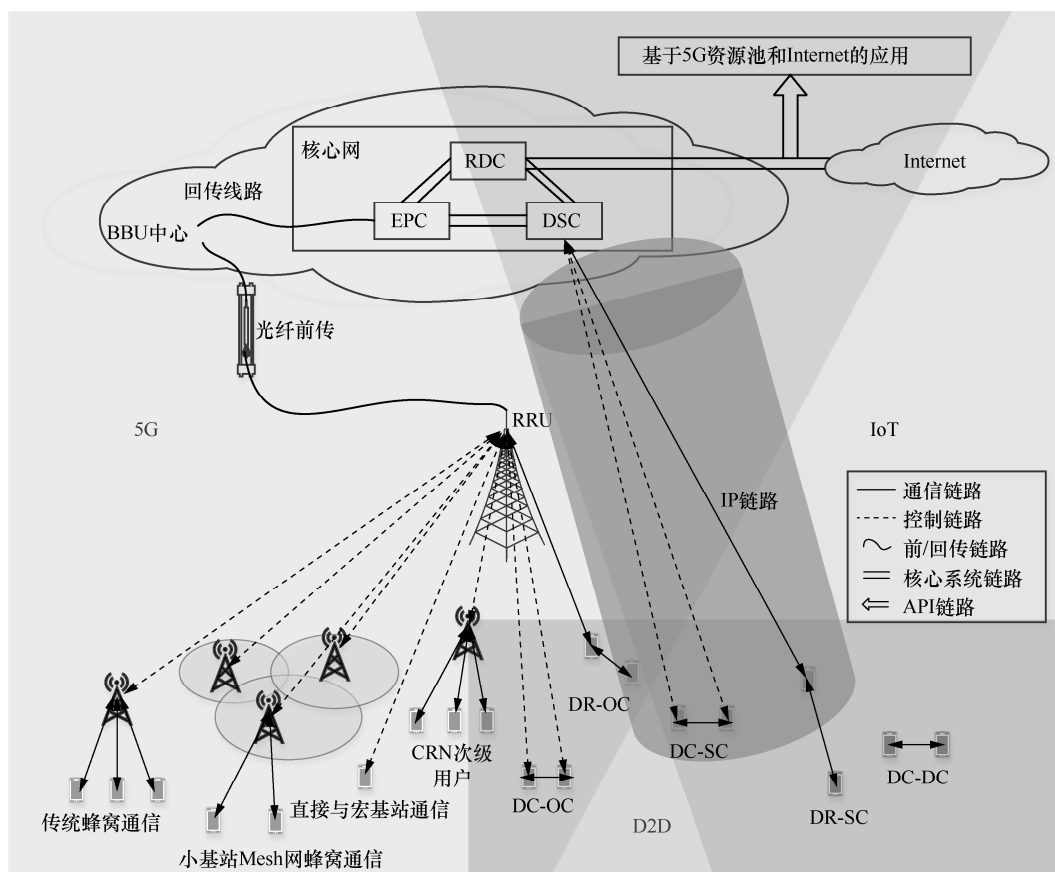 基于5G资源池和Internet的应用
核心网
RDC
Internet
回传线路
EPC
DSC
BBU中心
光纤前传
RRU
5G
IoT
IP链路
通信链路
控制链路
前/回传链路
核心系统链路
API链路
DR-OC
CRN次级
用户
DC-SC
DC-DC
直接与宏基站通信
DC-OC
DR-SC
传统蜂窝通信
D2D
小基站Mesh网蜂窝通信